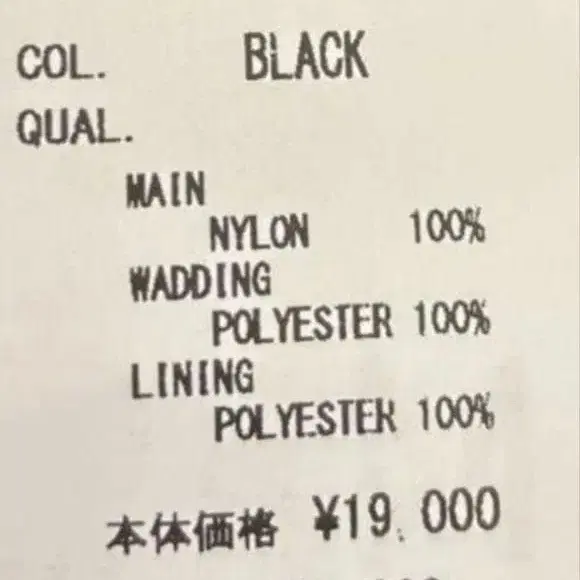 COL. BLACK
QUAL.
MAIN
NYLON 100%
WADDING
POLYESTER 100%
LINING
POLYESTER 100%
本体価格 ¥19,000